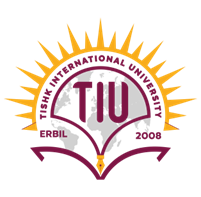 TISHK INTERNATIONAL UNIVERSITY
TIU
ERBIL 2008